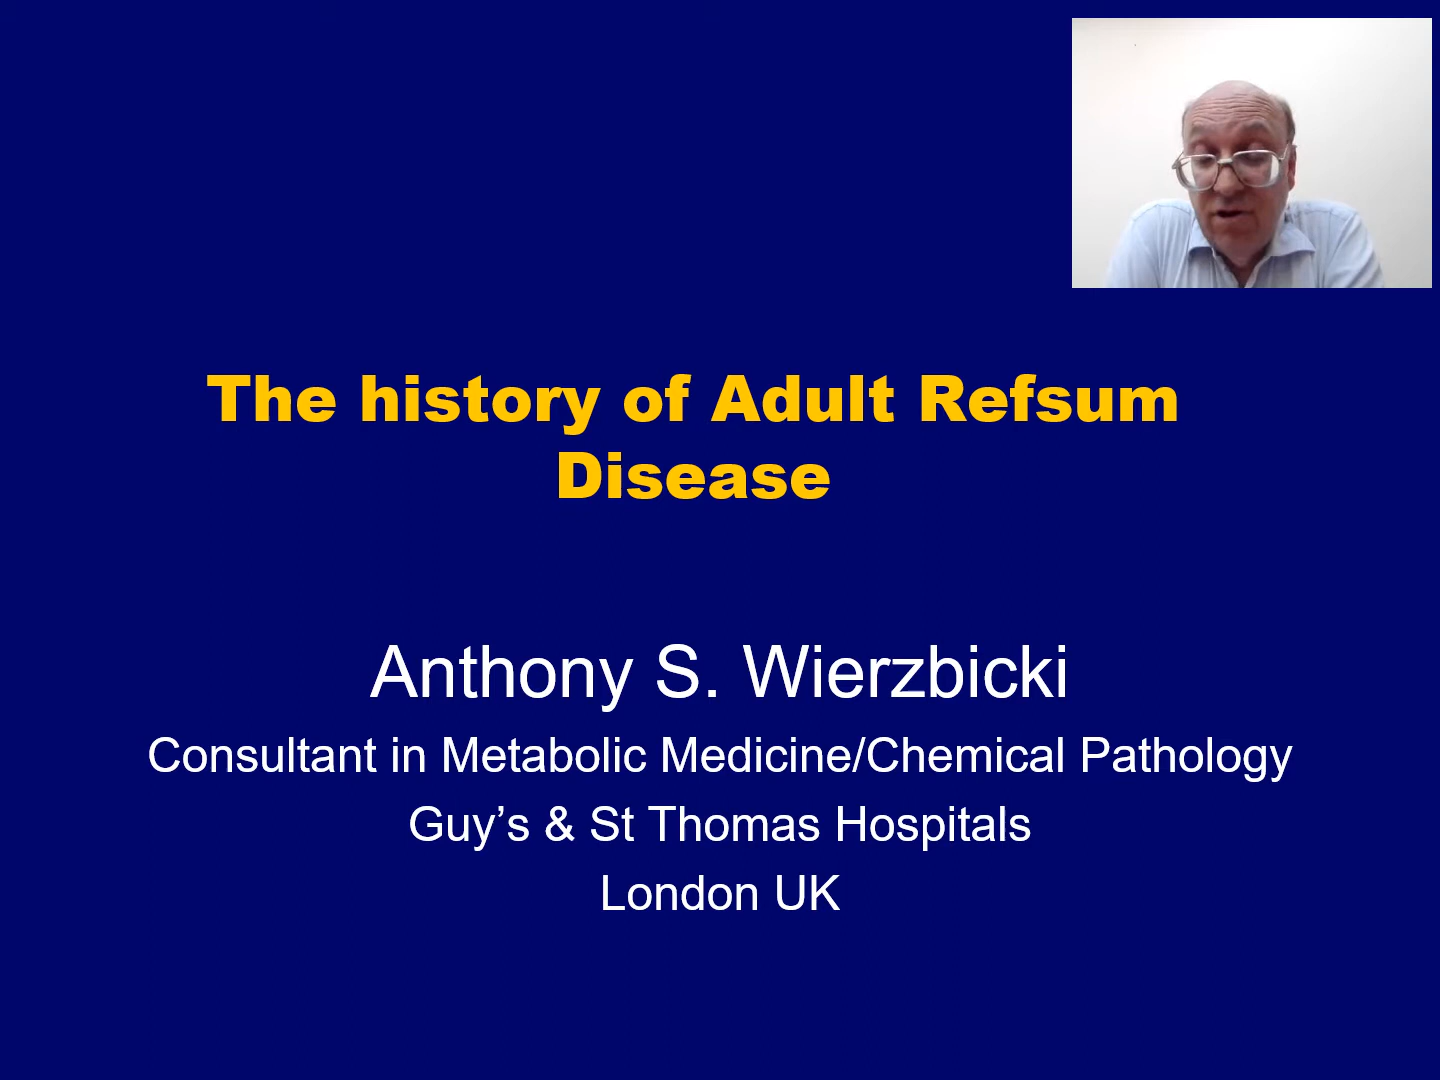 The history of Adult Refsum
Disease
Anthony S. Wierzbicki
Consultant in Metabolic Medicine/Chemical Pathology
Guy’s & St Thomas Hospitals
London UK